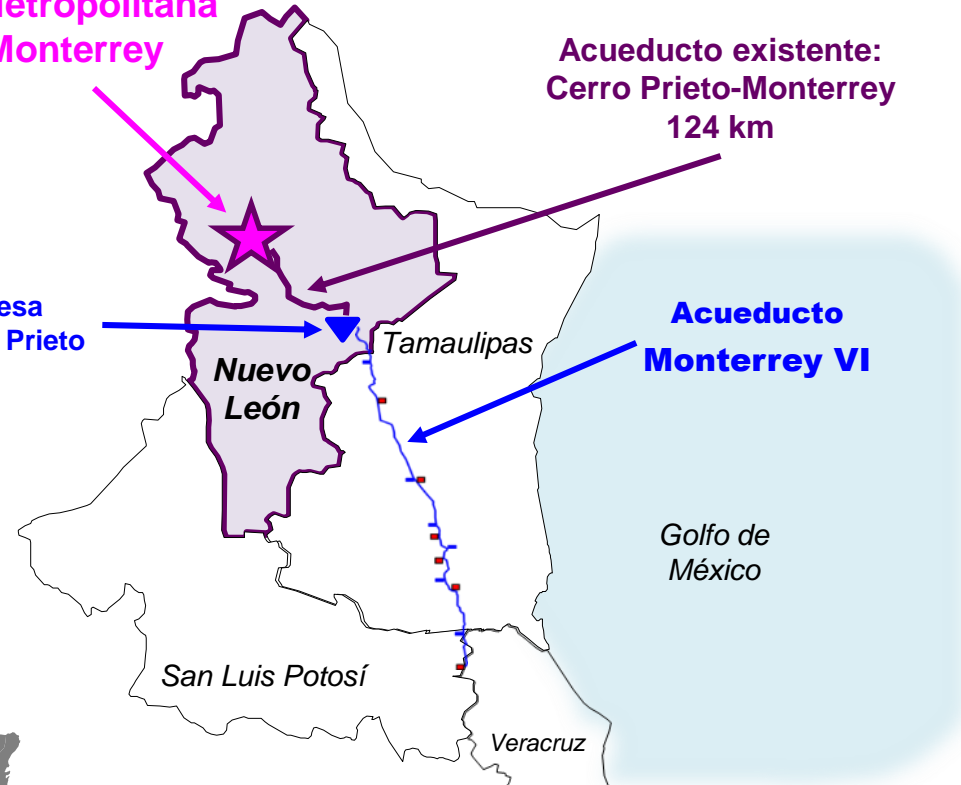 etropolitana
Monterrey
Acueducto existente:
Cerro Prieto-Monterrey
124 km
esa
Prieto
Acueducto
Monterrey VI
Tamaulipas
Nuevo
León
Golfo de
México
San Luis Potosí
Veracruz